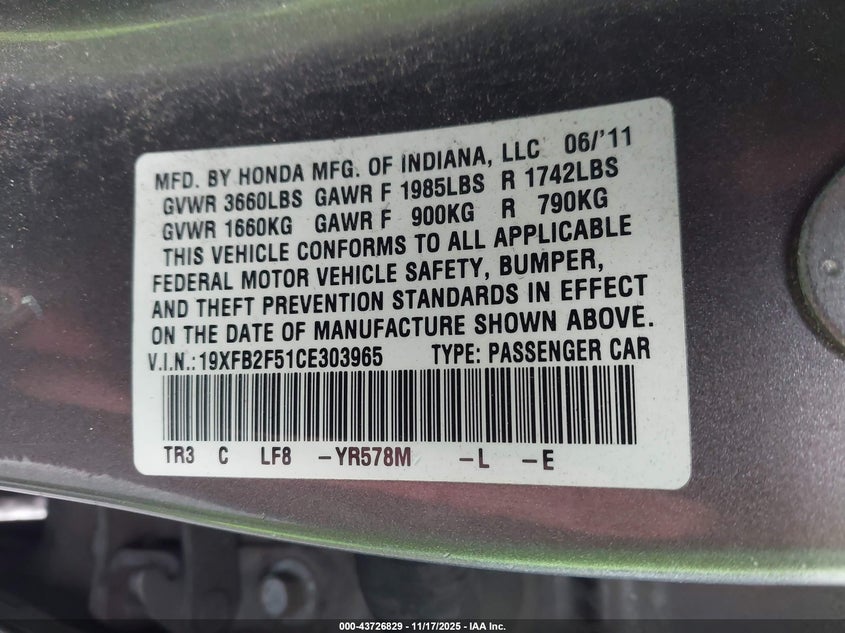 MFD. BY HONDA MFG. OF INDIANA, LLC 06/'11
GVWR 3660LBS GAWR F 1985LBS R 1742LBS
GVWR 1660KG GAWR F 900KG R 790KG
THIS VEHICLE CONFORMS TO ALL APPLICABLE
FEDERAL MOTOR VEHICLE SAFETY, BUMPER,
AND THEFT PREVENTION STANDARDS IN EFFECT
ON THE DATE OF MANUFACTURE SHOWN ABOVE.
V.I.N.:19XFB2F51CE303965 TYPE: PASSENGER CAR
TR3 C LF8 -YR578M -L -E
000-43726829 - 11/17/2025 - IAA Inc.